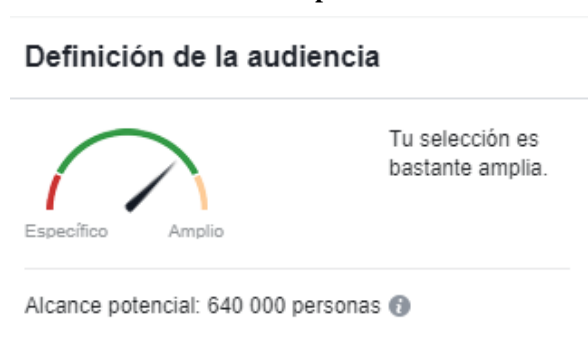 Definición de la audiencia
Tu selección es
bastante amplia.
Específico
Amplio
Alcance potencial: 640 000 personas